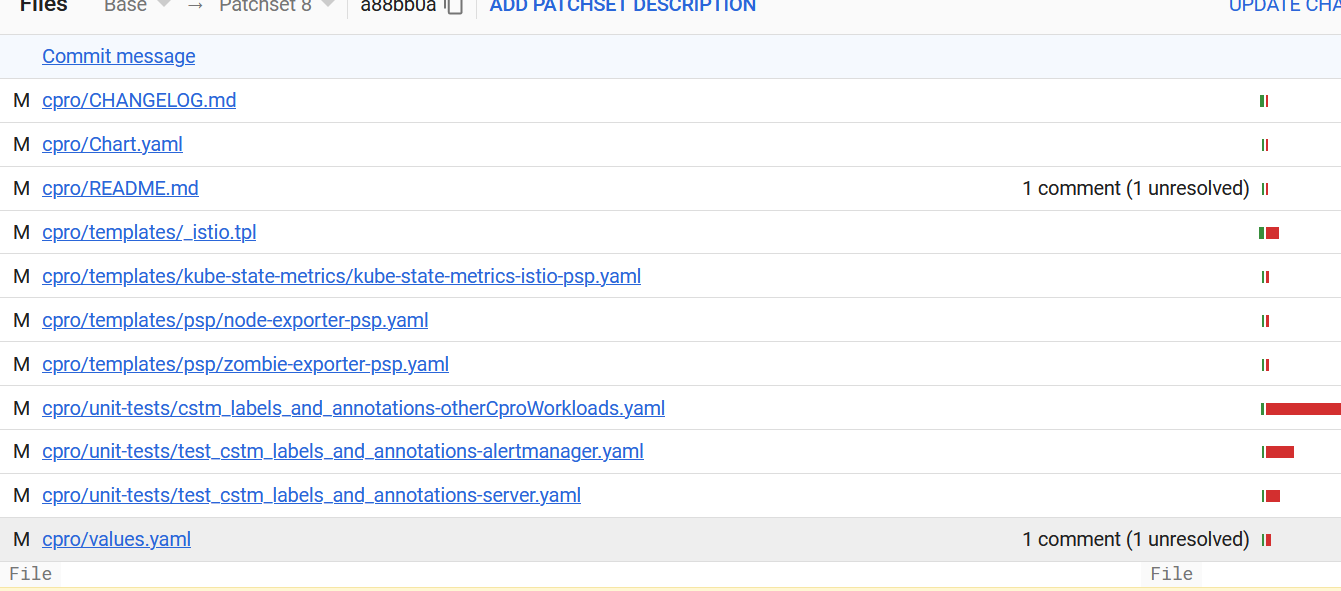 Files Base → Patchset 8 a88bb0a ADD PATCHSET DESCRIPTION UPDATE CHA
Commit message
M cpro/CHANGELOG.md
M cpro/Chart.yaml
M cpro/README.md 1 comment (1 unresolved)
M cpro/templates/_istio.tpl
M cpro/templates/kube-state-metrics/kube-state-metrics-istio-psp.yaml
M cpro/templates/psp/node-exporter-psp.yaml
M cpro/templates/psp/zombie-exporter-psp.yaml
M cpro/unit-tests/cstm_labels_and_annotations-otherCproWorkloads.yaml
M cpro/unit-tests/test_cstm_labels_and_annotations-alertmanager.yaml
M cpro/unit-tests/test_cstm_labels_and_annotations-server.yaml
M cpro/values.yaml 1 comment (1 unresolved)
File File